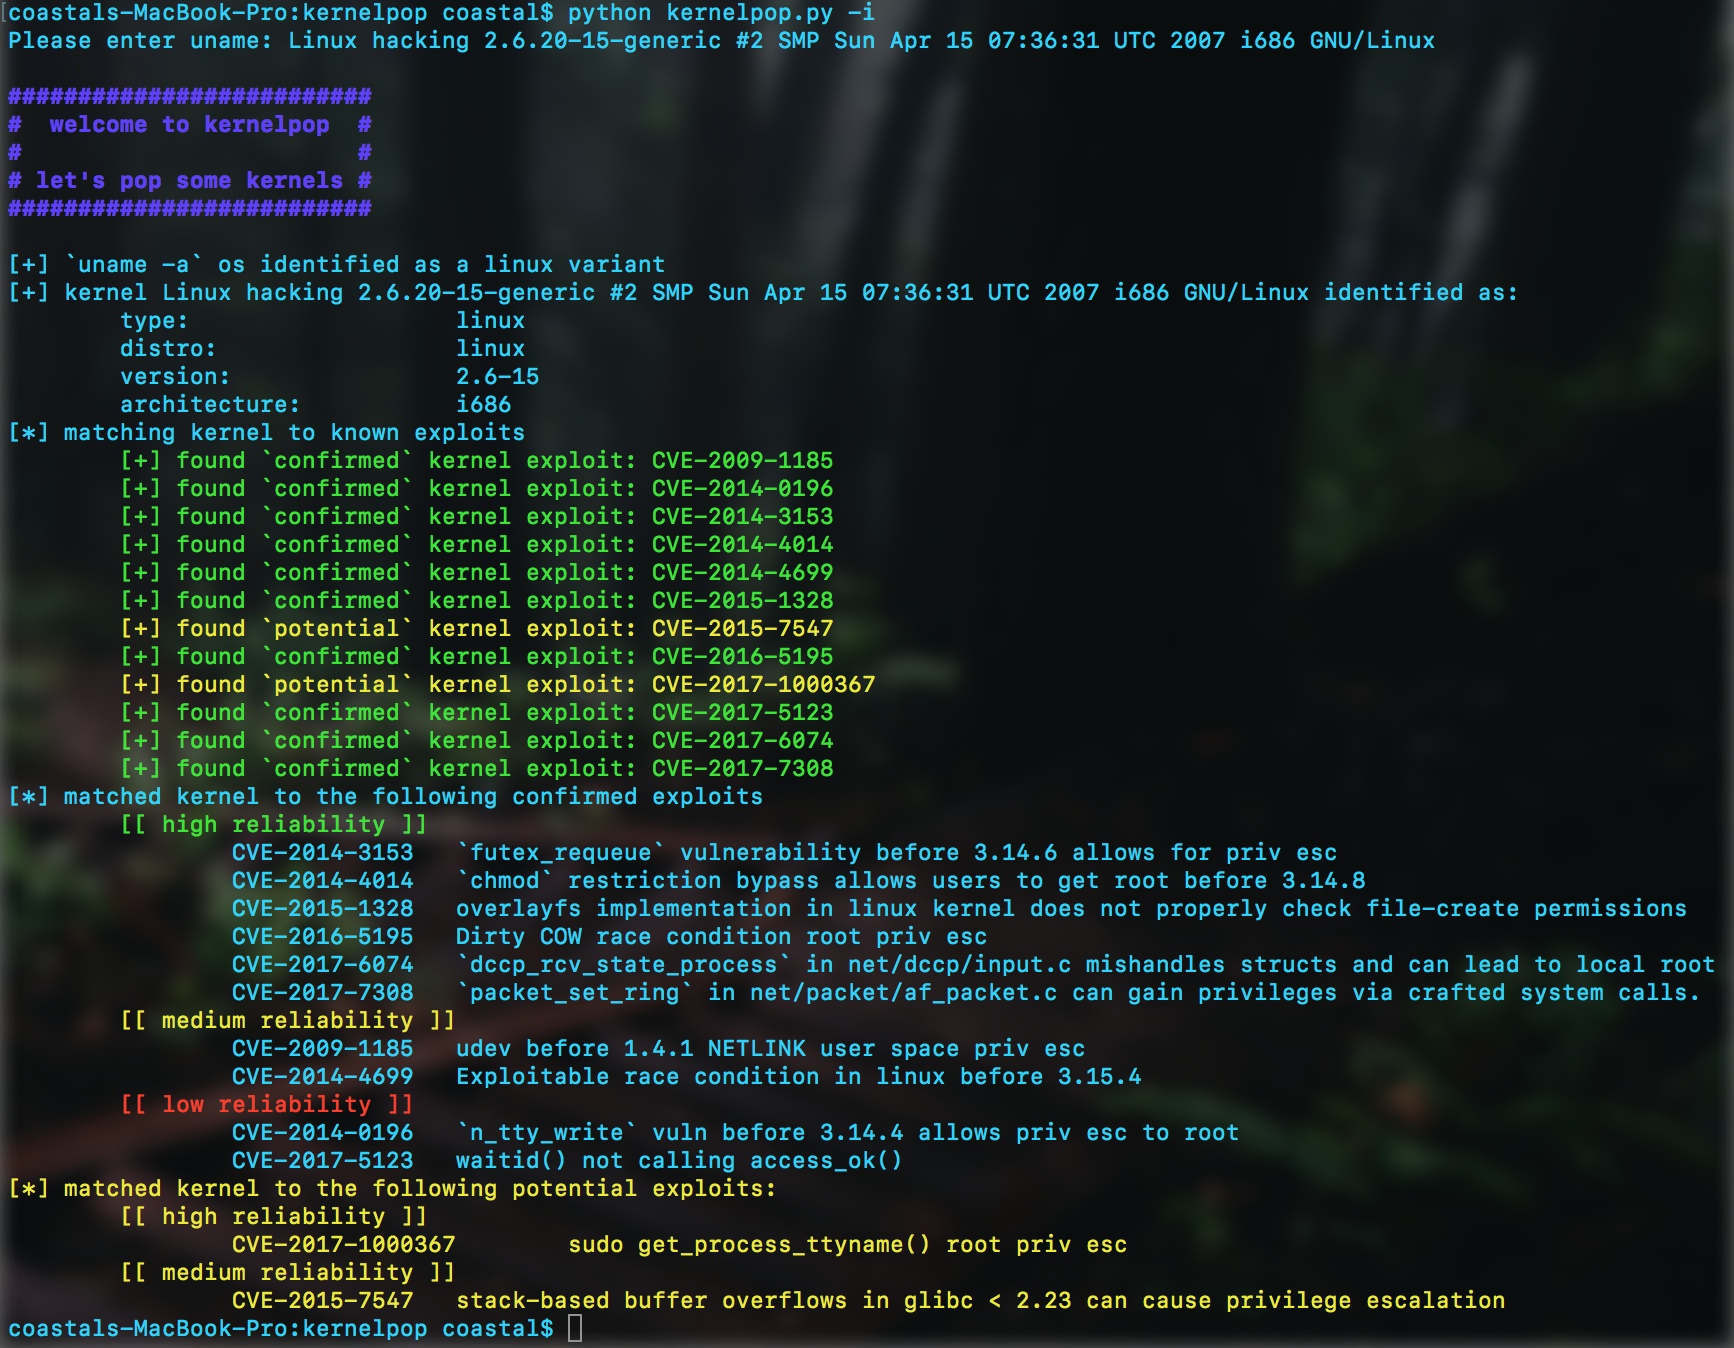 [coastals-MacBook-Pro:kernelpop coastal$ python kernelpop.py -i
Please enter uname: Linux hacking 2.6.20-15-generic #2 SMP Sun Apr 15 07:36:31 UTC 2007 i686 GNU/Linux
##########################
#  welcome to kernelpop  #
#                        #
# let's pop some kernels #
##########################
[+] `uname -a` os identified as a linux variant
[+] kernel Linux hacking 2.6.20-15-generic #2 SMP Sun Apr 15 07:36:31 UTC 2007 i686 GNU/Linux identified as:
type: linux
distro: linux
version: 2.6-15
architecture: i686
[*] matching kernel to known exploits
[+] found `confirmed` kernel exploit: CVE-2009-1185
[+] found `confirmed` kernel exploit: CVE-2014-0196
[+] found `confirmed` kernel exploit: CVE-2014-3153
[+] found `confirmed` kernel exploit: CVE-2014-4014
[+] found `confirmed` kernel exploit: CVE-2014-4699
[+] found `confirmed` kernel exploit: CVE-2015-1328
[+] found `potential` kernel exploit: CVE-2015-7547
[+] found `confirmed` kernel exploit: CVE-2016-5195
[+] found `potential` kernel exploit: CVE-2017-1000367
[+] found `confirmed` kernel exploit: CVE-2017-5123
[+] found `confirmed` kernel exploit: CVE-2017-6074
[+] found `confirmed` kernel exploit: CVE-2017-7308
[*] matched kernel to the following confirmed exploits
[[ high reliability ]]
CVE-2014-3153 `futex_requeue` vulnerability before 3.14.6 allows for priv esc
CVE-2014-4014 `chmod` restriction bypass allows users to get root before 3.14.8
CVE-2015-1328 overlayfs implementation in linux kernel does not properly check file-create permissions
CVE-2016-5195 Dirty COW race condition root priv esc
CVE-2017-6074 `dccp_rcv_state_process` in net/dccp/input.c mishandles structs and can lead to local root
CVE-2017-7308 `packet_set_ring` in net/packet/af_packet.c can gain privileges via crafted system calls.
[[ medium reliability ]]
CVE-2009-1185 udev before 1.4.1 NETLINK user space priv esc
CVE-2014-4699 Exploitable race condition in linux before 3.15.4
[[ low reliability ]]
CVE-2014-0196 `n_tty_write` vuln before 3.14.4 allows priv esc to root
CVE-2017-5123 waitid() not calling access_ok()
[*] matched kernel to the following potential exploits:
[[ high reliability ]]
CVE-2017-1000367 sudo get_process_ttyname() root priv esc
[[ medium reliability ]]
CVE-2015-7547 stack-based buffer overflows in glibc < 2.23 can cause privilege escalation
coastals-MacBook-Pro:kernelpop coastal$